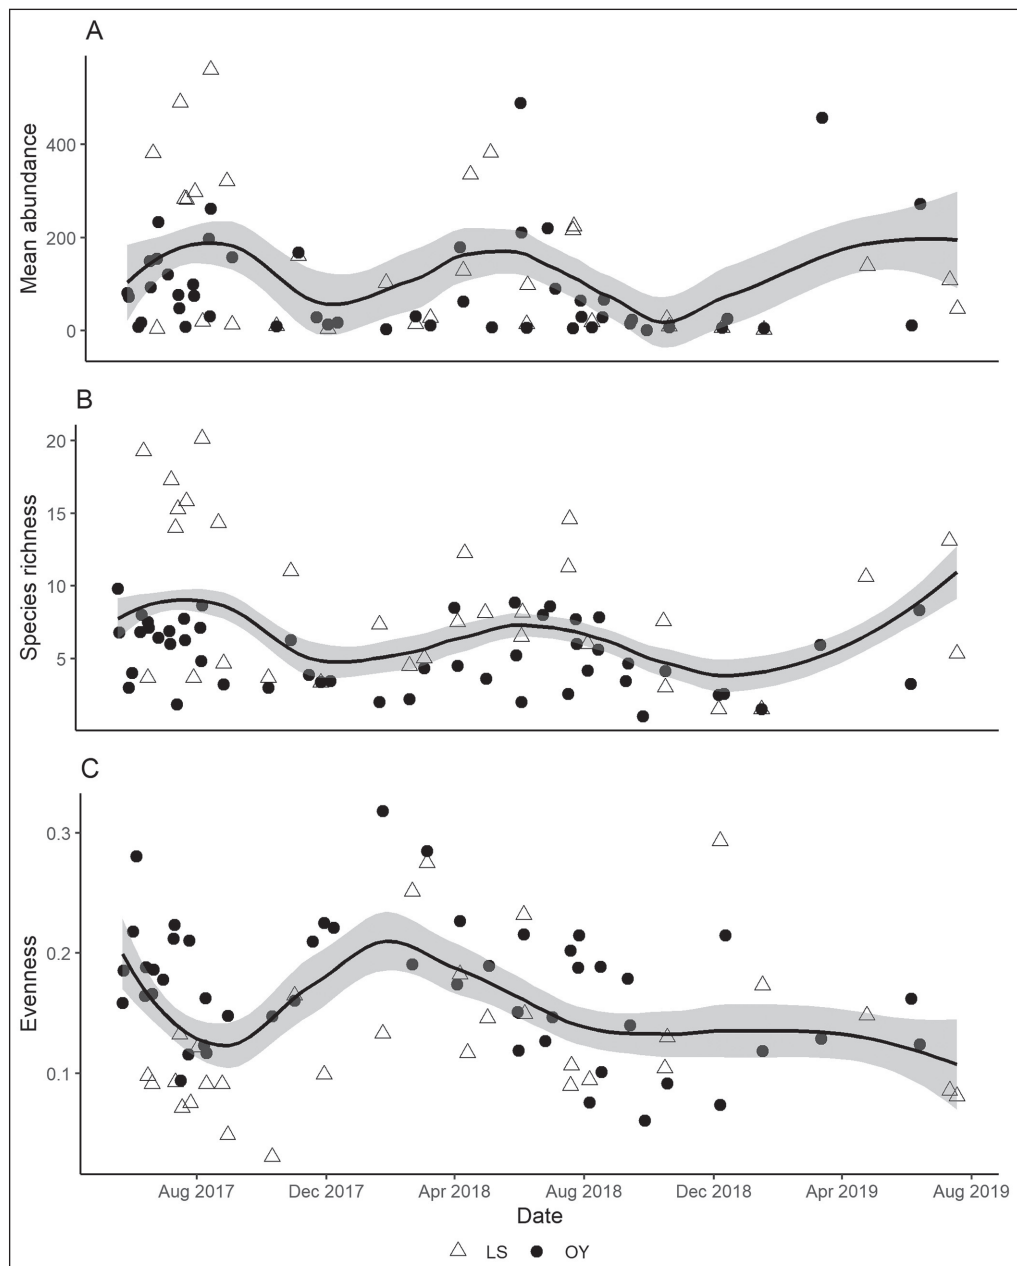 A
Mean abundance
400
200
0
B
Species richness
20
15
10
5
C
Evenness
0.3
0.2
0.1
Aug 2017 Dec 2017 Apr 2018 Aug 2018 Dec 2018 Apr 2019 Aug 2019
Date
LS OY